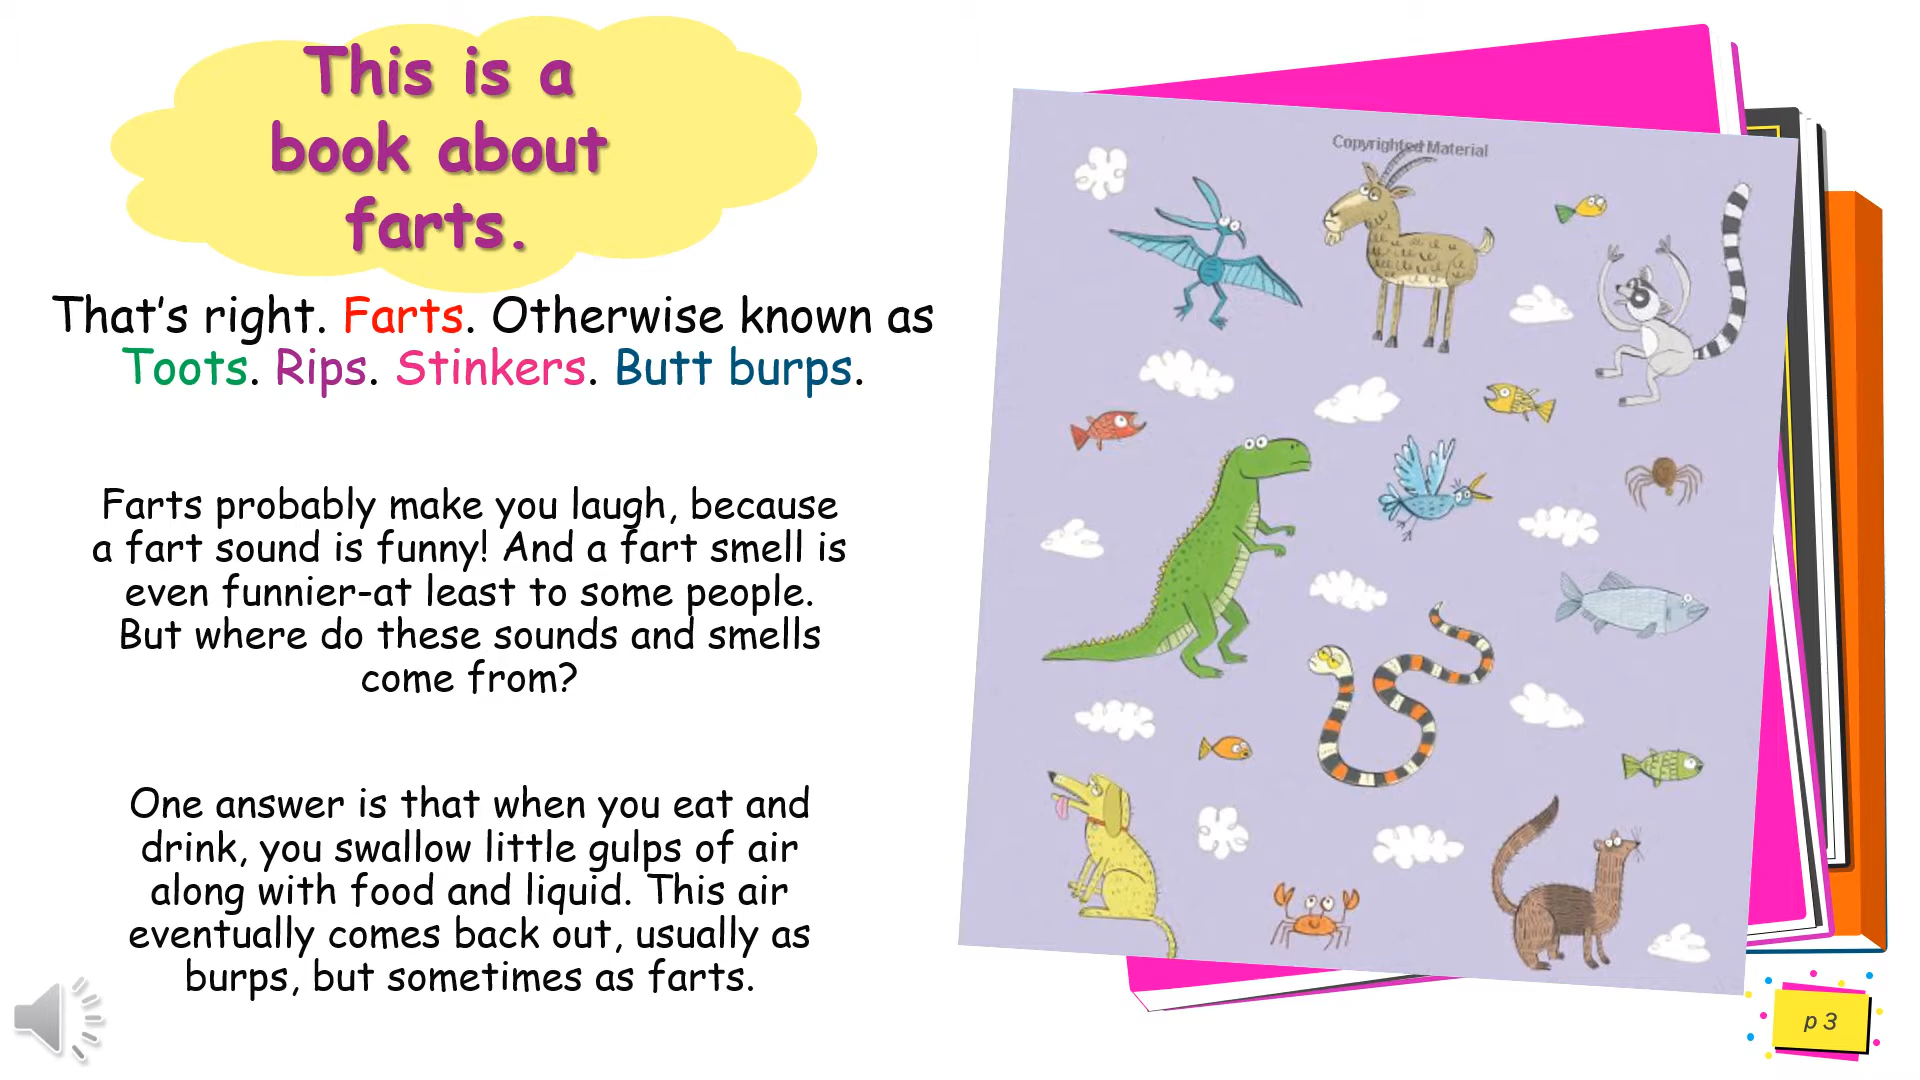 This is a
book about
farts.
That's right. Farts. Otherwise known as
Toots. Rips. Stinkers. Butt burps.
Farts probably make you laugh, because
a fart sound is funny! And a fart smell is
even funnier-at least to some people.
But where do these sounds and smells
come from?
One answer is that when you eat and
drink, you swallow little gulps of air
along with food and liquid. This air
eventually comes back out, usually as
burps, but sometimes as farts.
Copyrighted Material
p 3